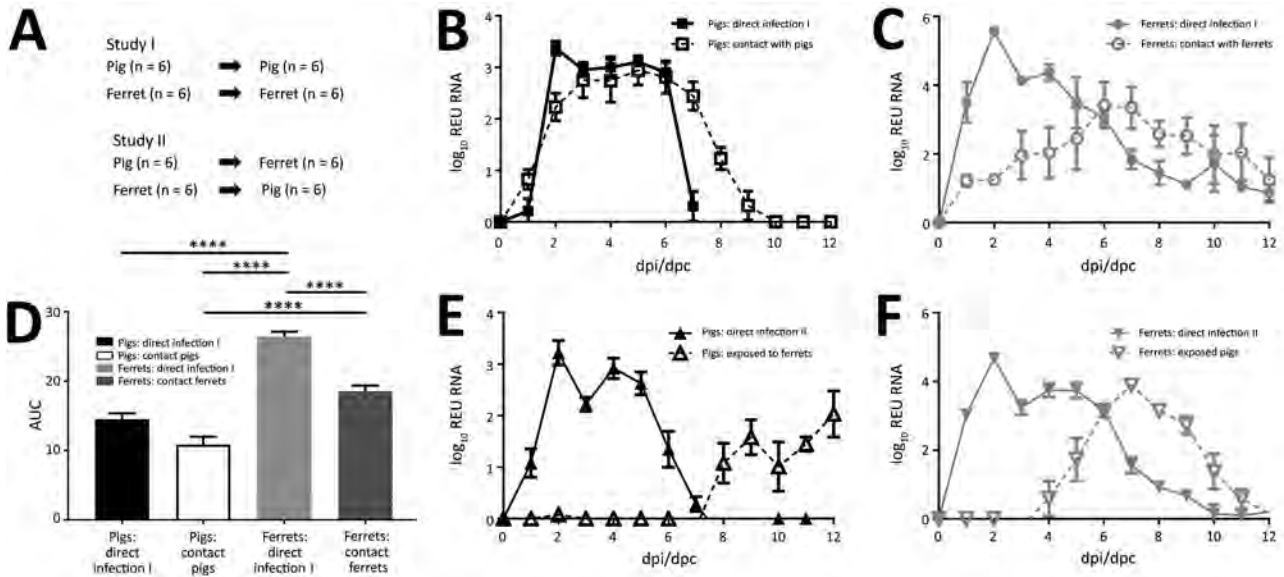 A
Study I
Pig (n = 6) Pig (n = 6)
Ferret (n = 6) Ferret (n = 6)
Study II
Pig (n = 6) Ferret (n = 6)
Ferret (n = 6) Pig (n = 6)
B
Pigs: direct infection I
Pigs: contact with pigs
log₁₀ REU RNA
4
3
2
1
0
0 2 4 6 8 10 12
dpi/dpc
C
Ferrets: direct infection I
Ferrets: contact with ferrets
log₁₀ REU RNA
6
4
2
0
0 2 4 6 8 10 12
dpi/dpc
D
****
****
****
****
Pigs: direct infection I
Pigs: contact pigs
Ferrets: direct infection I
Ferrets: contact ferrets
AUC
30
20
10
0
Pigs: Pigs: Ferrets: Ferrets:
direct contact direct contact
infection I pigs infection I ferrets
E
Pigs: direct infection II
Pigs: exposed to ferrets
log₁₀ REU RNA
4
3
2
1
0
0 2 4 6 8 10 12
dpi/dpc
F
Ferrets: direct infection II
Ferrets: exposed pigs
log₁₀ REU RNA
6
4
2
0
0 2 4 6 8 10 12
dpi/dpc